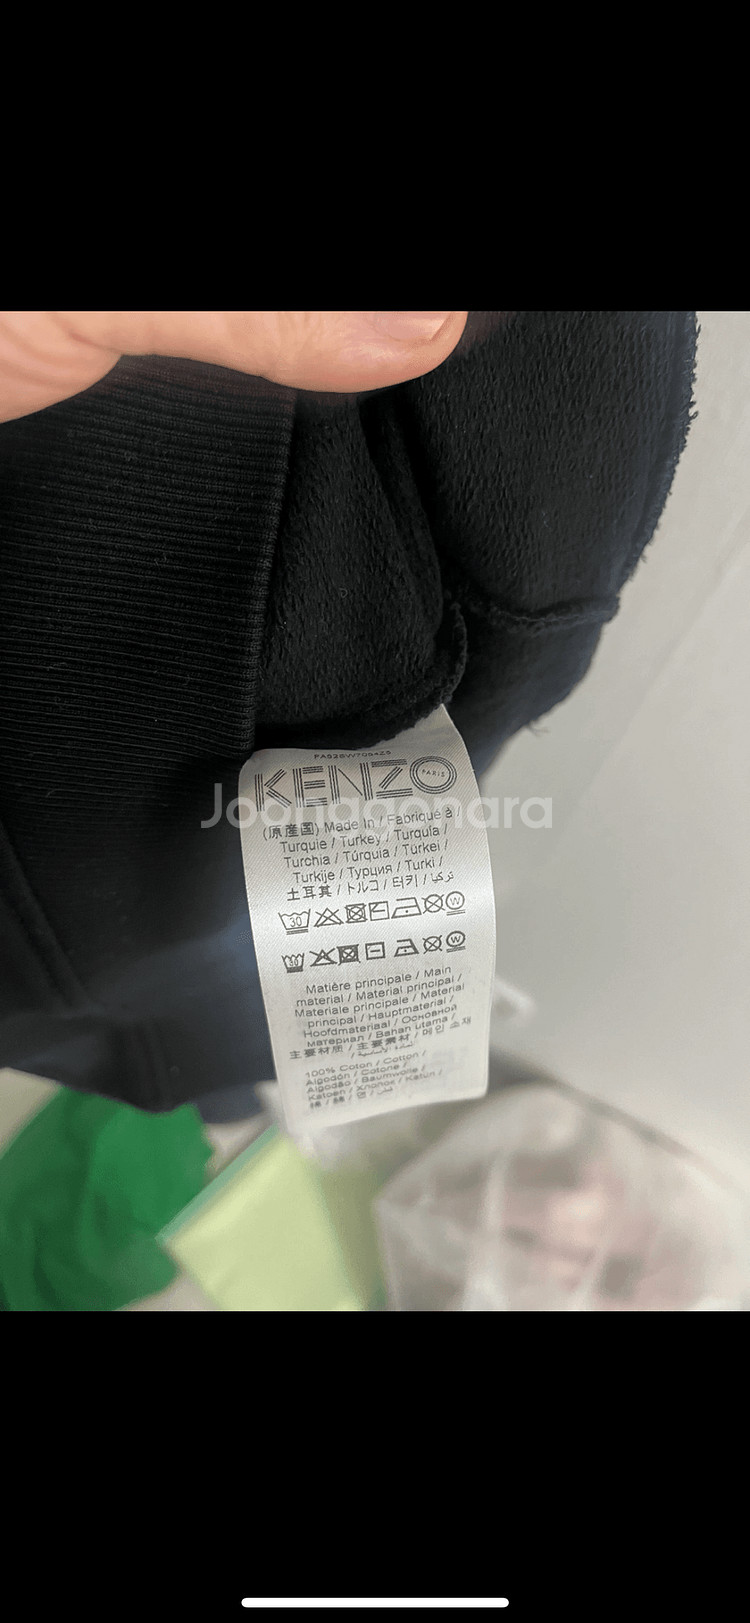 KENZO
PARIS
Joongonara
(原産国) Made In / Fabriqué à /
Turquie / Turkey / Turquía /
Turchia / Túrquia / Türkei /
Turkije / Турция / Turki /
土耳其 / トルコ / 터키 / تركيا
30
W
W
Matière principale / Main
material / Material principal /
Materiale principale / Material
principal / Hauptmaterial /
Hoofdmateriaal / Основной
материал / Bahan utama /
主要材质 / 主要素材 / 메인 소재
100% Coton / Cotton /
Algodón / Cotone /
Algodão / Baumwolle /
Katoen / Хлопок / Katun /